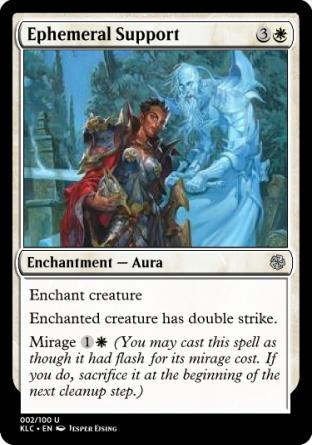 Ephemeral Support 3
Enchantment — Aura
Enchant creature
Enchanted creature has double strike.
Mirage 1 (You may cast this spell as
though it had flash for its mirage cost. If
you do, sacrifice it at the beginning of the
next cleanup step.)
002/100 U
KLC • EN Jesper Ejsing